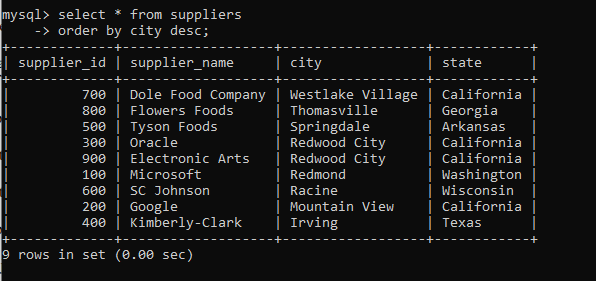 mysql> select * from suppliers
    -> order by city desc;
+-------------+-------------------+------------------+------------+
| supplier_id | supplier_name     | city             | state      |
+-------------+-------------------+------------------+------------+
|         700 | Dole Food Company | Westlake Village | California |
|         800 | Flowers Foods     | Thomasville      | Georgia    |
|         500 | Tyson Foods       | Springdale       | Arkansas   |
|         300 | Oracle            | Redwood City     | California |
|         900 | Electronic Arts   | Redwood City     | California |
|         100 | Microsoft         | Redmond          | Washington |
|         600 | SC Johnson        | Racine           | Wisconsin  |
|         200 | Google            | Mountain View    | California |
|         400 | Kimberly-Clark    | Irving           | Texas      |
+-------------+-------------------+------------------+------------+
9 rows in set (0.00 sec)